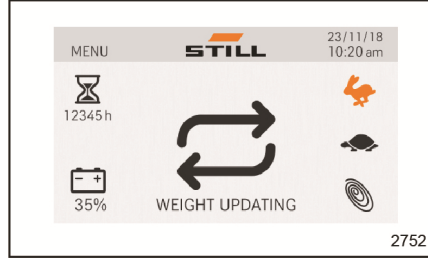 MENU
STILL
23/11/18
10:20 am
12345 h
- +
35%
WEIGHT UPDATING
2752